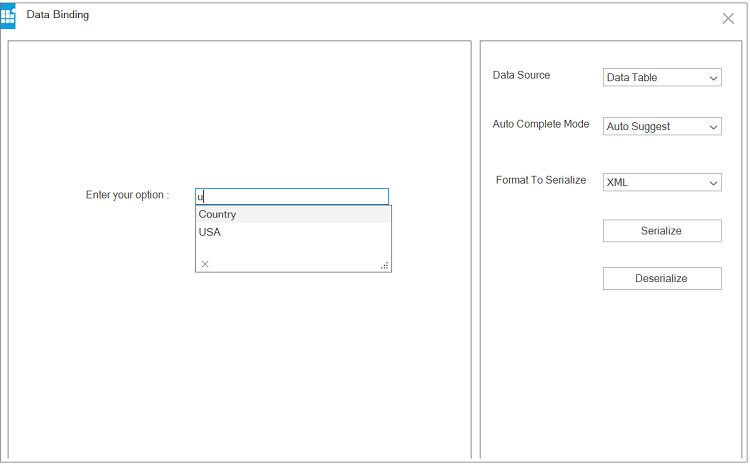 Data Binding
Data Source
Data Table
Auto Complete Mode
Auto Suggest
Enter your option :
u
Country
USA
Format To Serialize
XML
Serialize
Deserialize